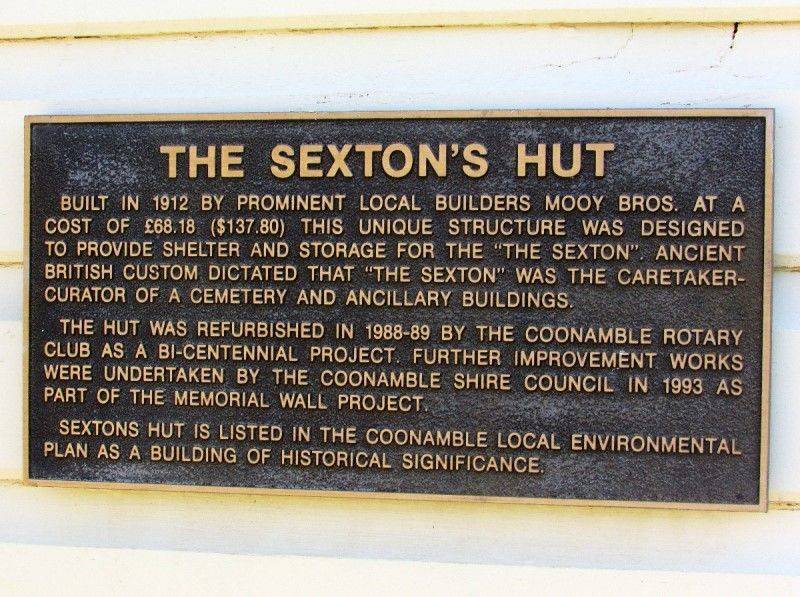 THE SEXTON'S HUT
BUILT IN 1912 BY PROMINENT LOCAL BUILDERS MOOY BROS. AT A
COST OF £68.18 ($137.80) THIS UNIQUE STRUCTURE WAS DESIGNED
TO PROVIDE SHELTER AND STORAGE FOR THE "THE SEXTON". ANCIENT
BRITISH CUSTOM DICTATED THAT "THE SEXTON" WAS THE CARETAKER-
CURATOR OF A CEMETERY AND ANCILLARY BUILDINGS.
THE HUT WAS REFURBISHED IN 1988-89 BY THE COONAMBLE ROTARY
CLUB AS A BI-CENTENNIAL PROJECT. FURTHER IMPROVEMENT WORKS
WERE UNDERTAKEN BY THE COONAMBLE SHIRE COUNCIL IN 1993 AS
PART OF THE MEMORIAL WALL PROJECT.
SEXTONS HUT IS LISTED IN THE COONAMBLE LOCAL ENVIRONMENTAL
PLAN AS A BUILDING OF HISTORICAL SIGNIFICANCE.